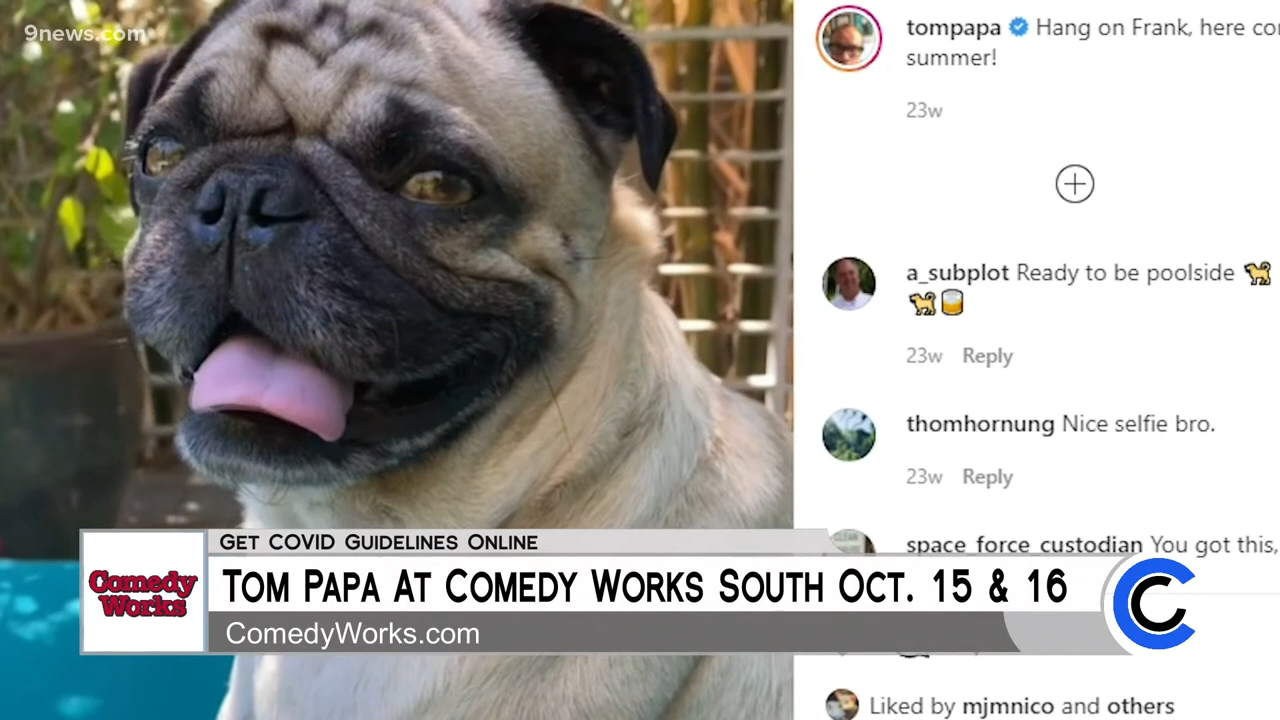 9news.com
tompapa Hang on Frank, here
summer!
23w
a_subplot Ready to be poolside 🐕
🐕🥃
23w Reply
thomhornung Nice selfie bro.
23w Reply
space_force_custodian You got this,
GET COVID GUIDELINES ONLINE
Comedy
Works
TOM PAPA AT COMEDY WORKS SOUTH OCT. 15 & 16
ComedyWorks.com
Liked by mjmnico and others